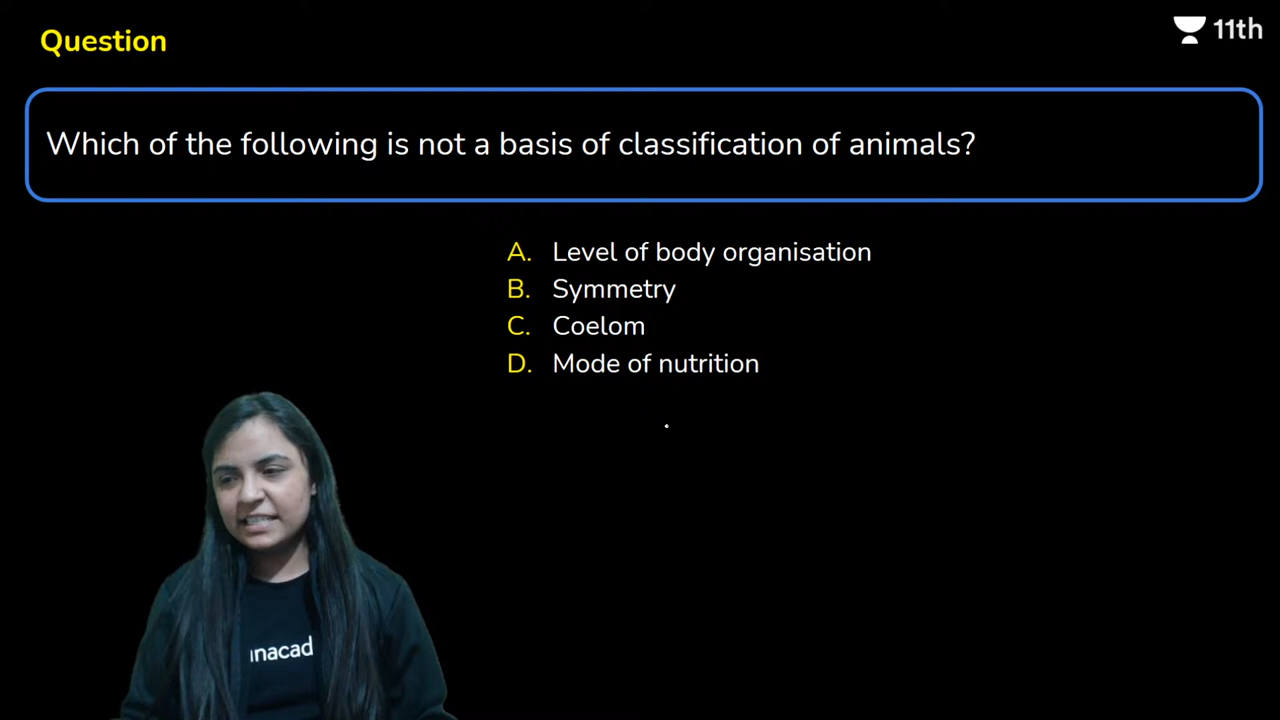 Question
11th
Which of the following is not a basis of classification of animals?
A. Level of body organisation
B. Symmetry
C. Coelom
D. Mode of nutrition
unacad